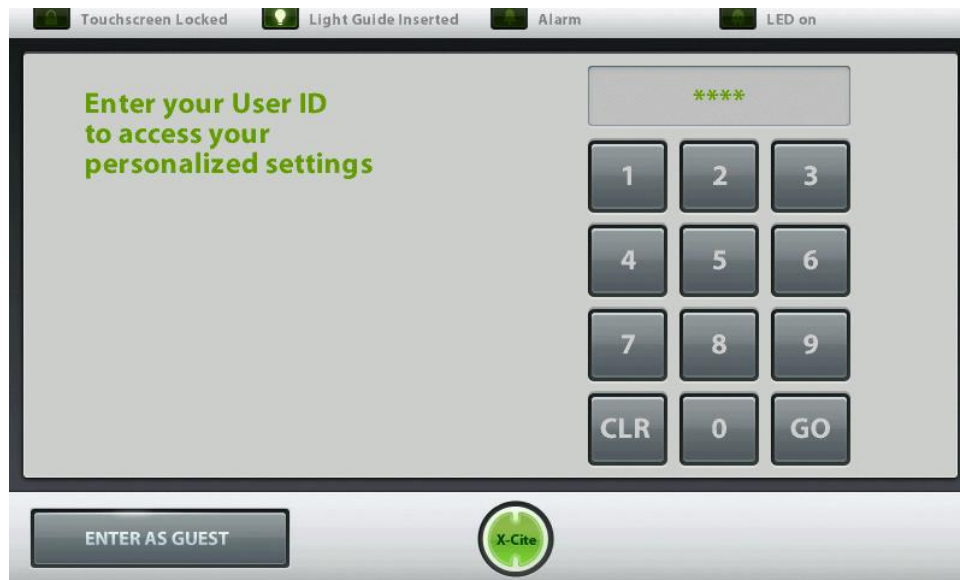 Touchscreen Locked Light Guide Inserted Alarm LED on
Enter your User ID
to access your
personalized settings
****
1 2 3
4 5 6
7 8 9
CLR 0 GO
ENTER AS GUEST
X-Cite